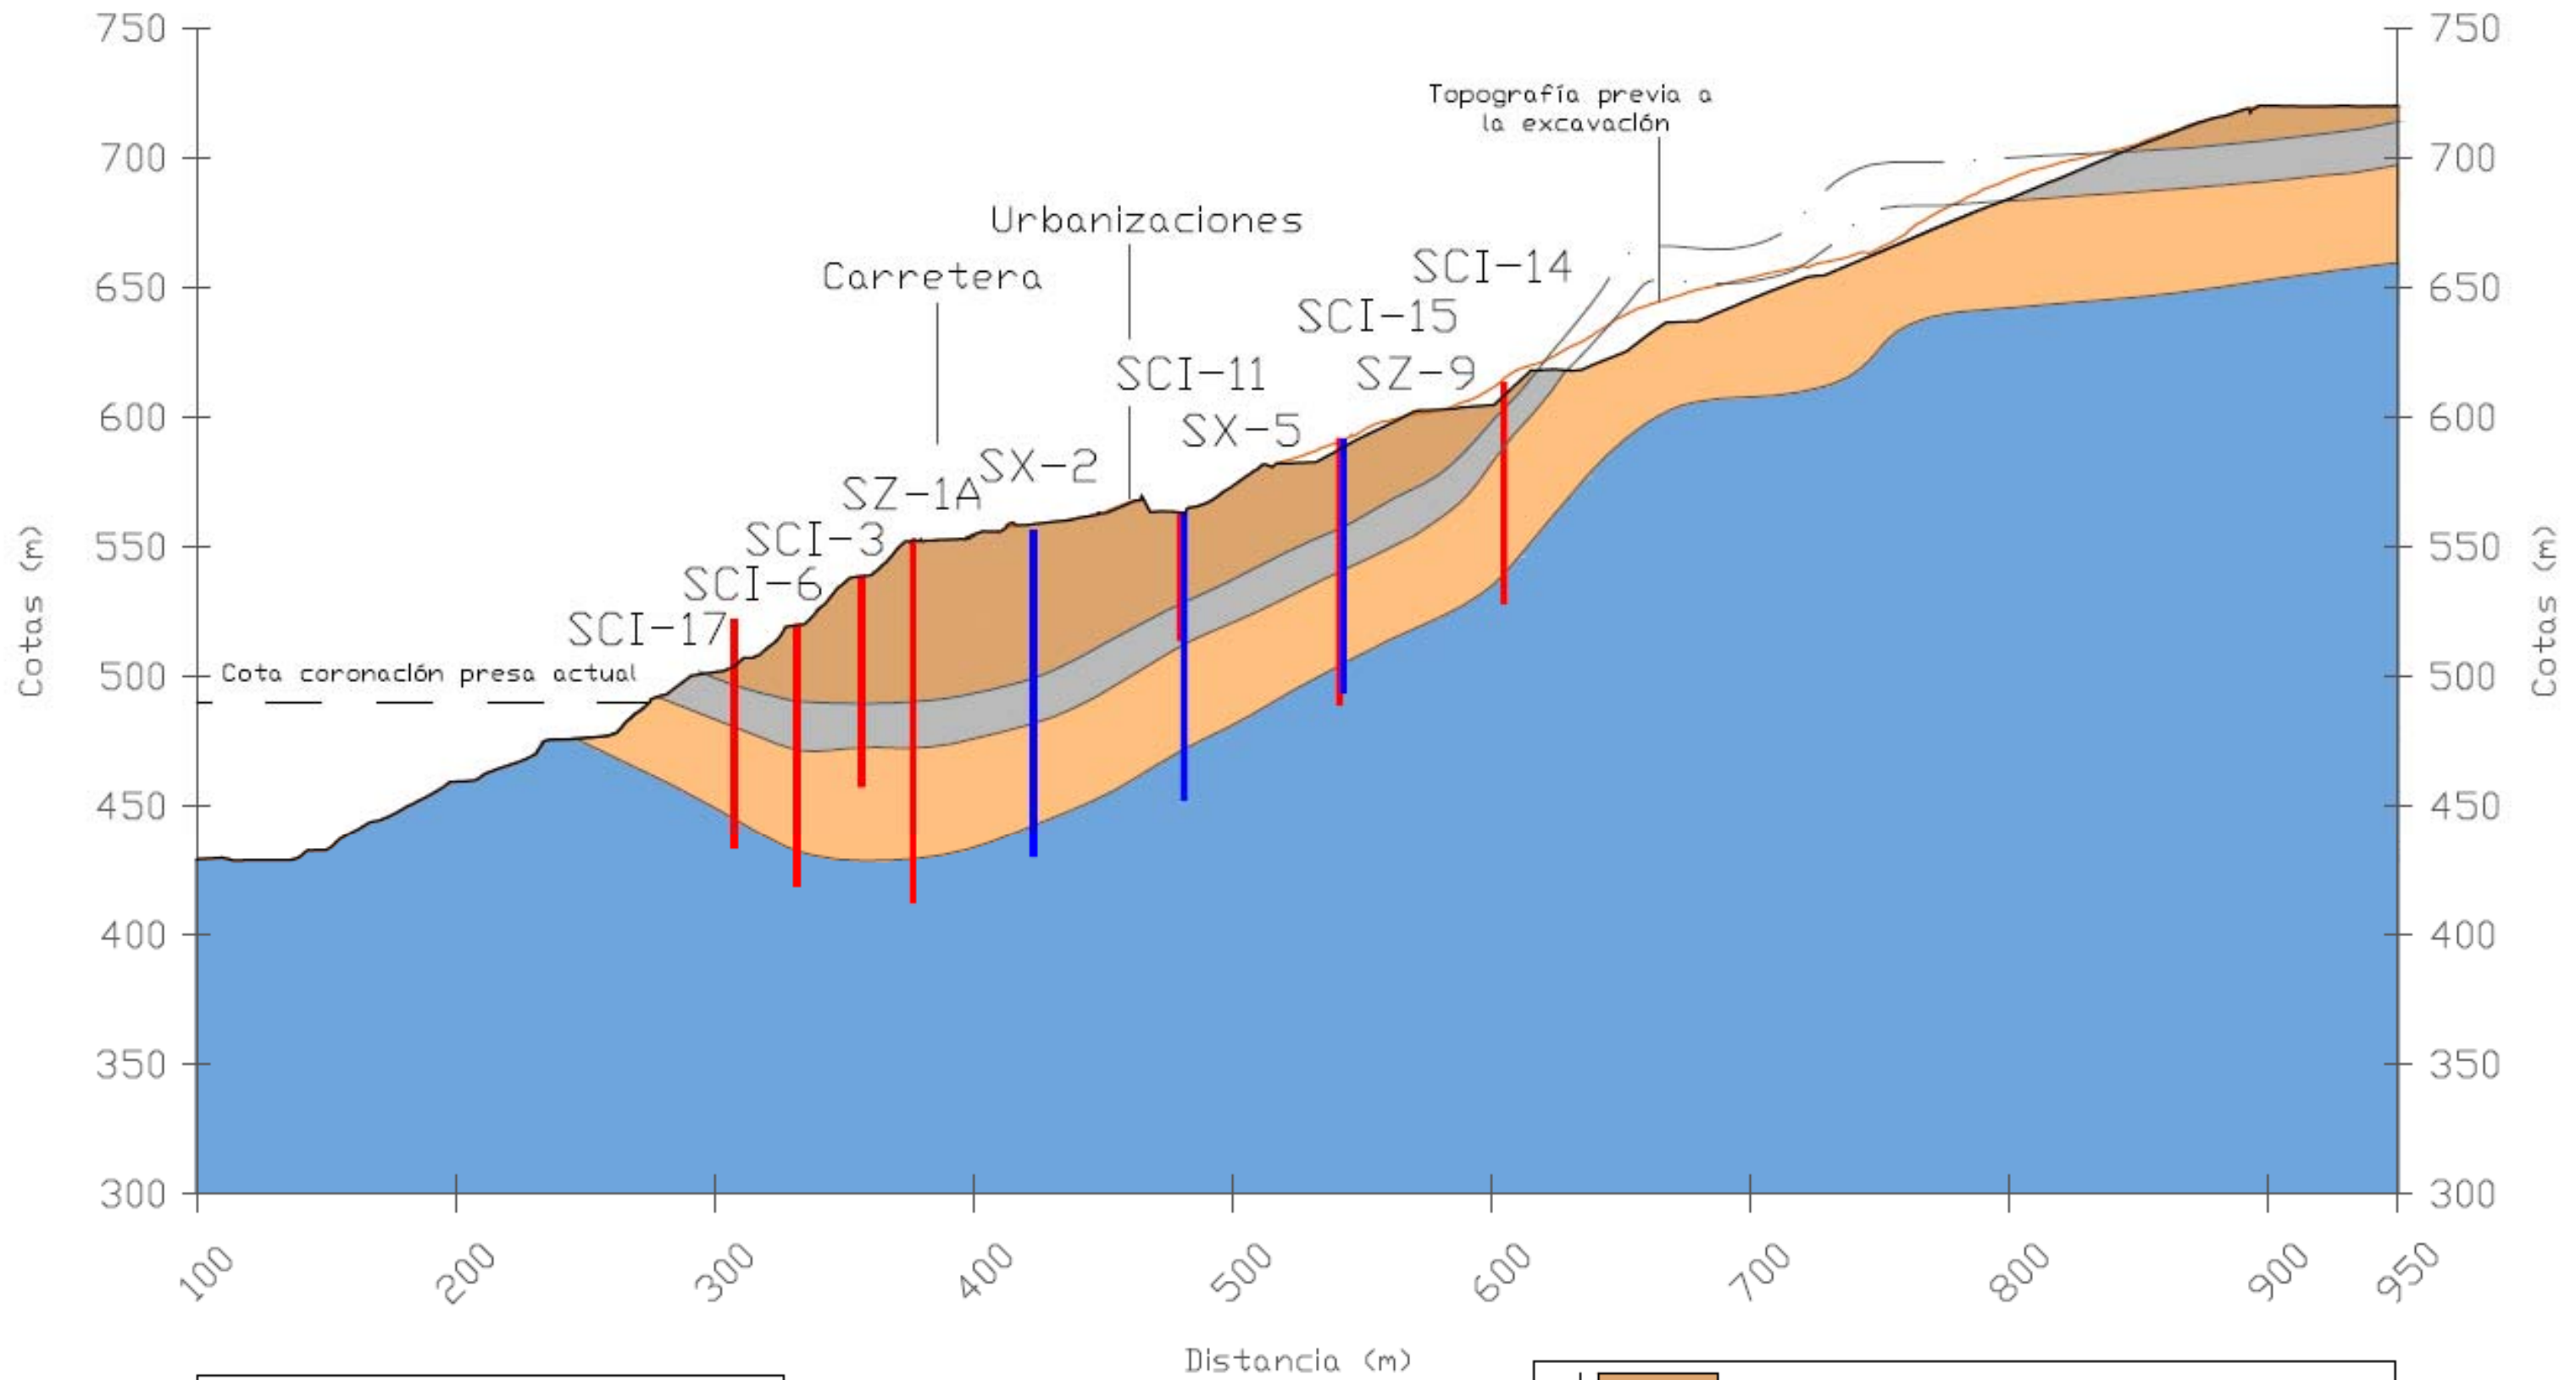 750
750
Topografía previa a
la excavación
700
700
Urbanizaciones
Carretera
650
650
SCI-14
SCI-15
SCI-11
SZ-9
600
600
SX-5
SX-2
SZ-1A
550
550
SCI-3
SCI-6
SCI-17
Cotas (m)
Cotas (m)
500
500
Cota coronación presa actual
450
450
400
400
350
350
300
300
100
200
300
400
500
600
700
800
900
950
Distancia (m)